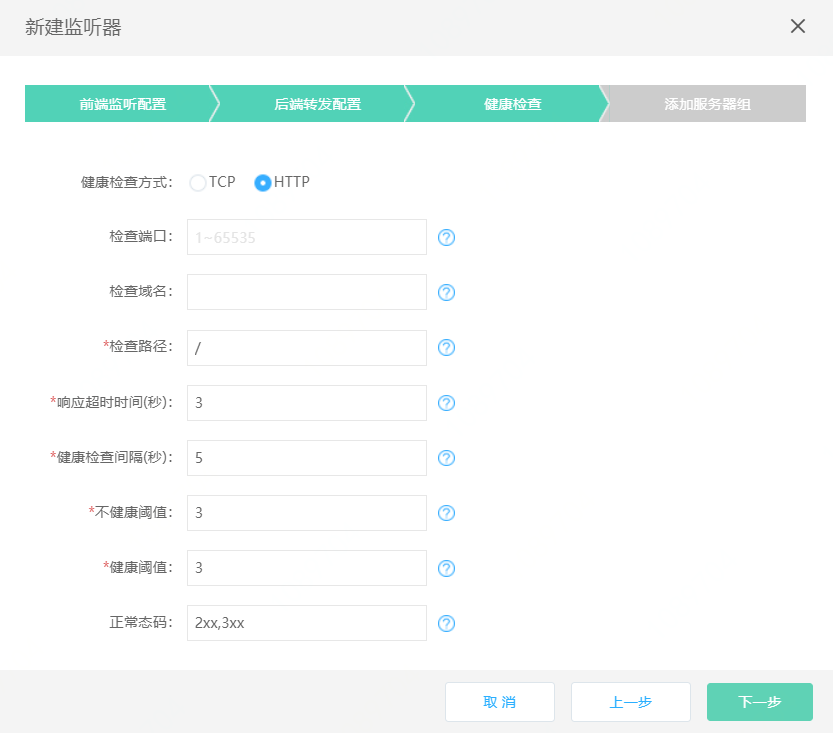 新建监听器
前端监听配置 后端转发配置 健康检查 添加服务器组
健康检查方式： TCP HTTP
检查端口： 1~65535
检查域名：
*检查路径： /
*响应超时时间(秒)： 3
*健康检查间隔(秒)： 5
*不健康阈值： 3
*健康阈值： 3
正常态码： 2xx,3xx
取 消 上一步 下一步